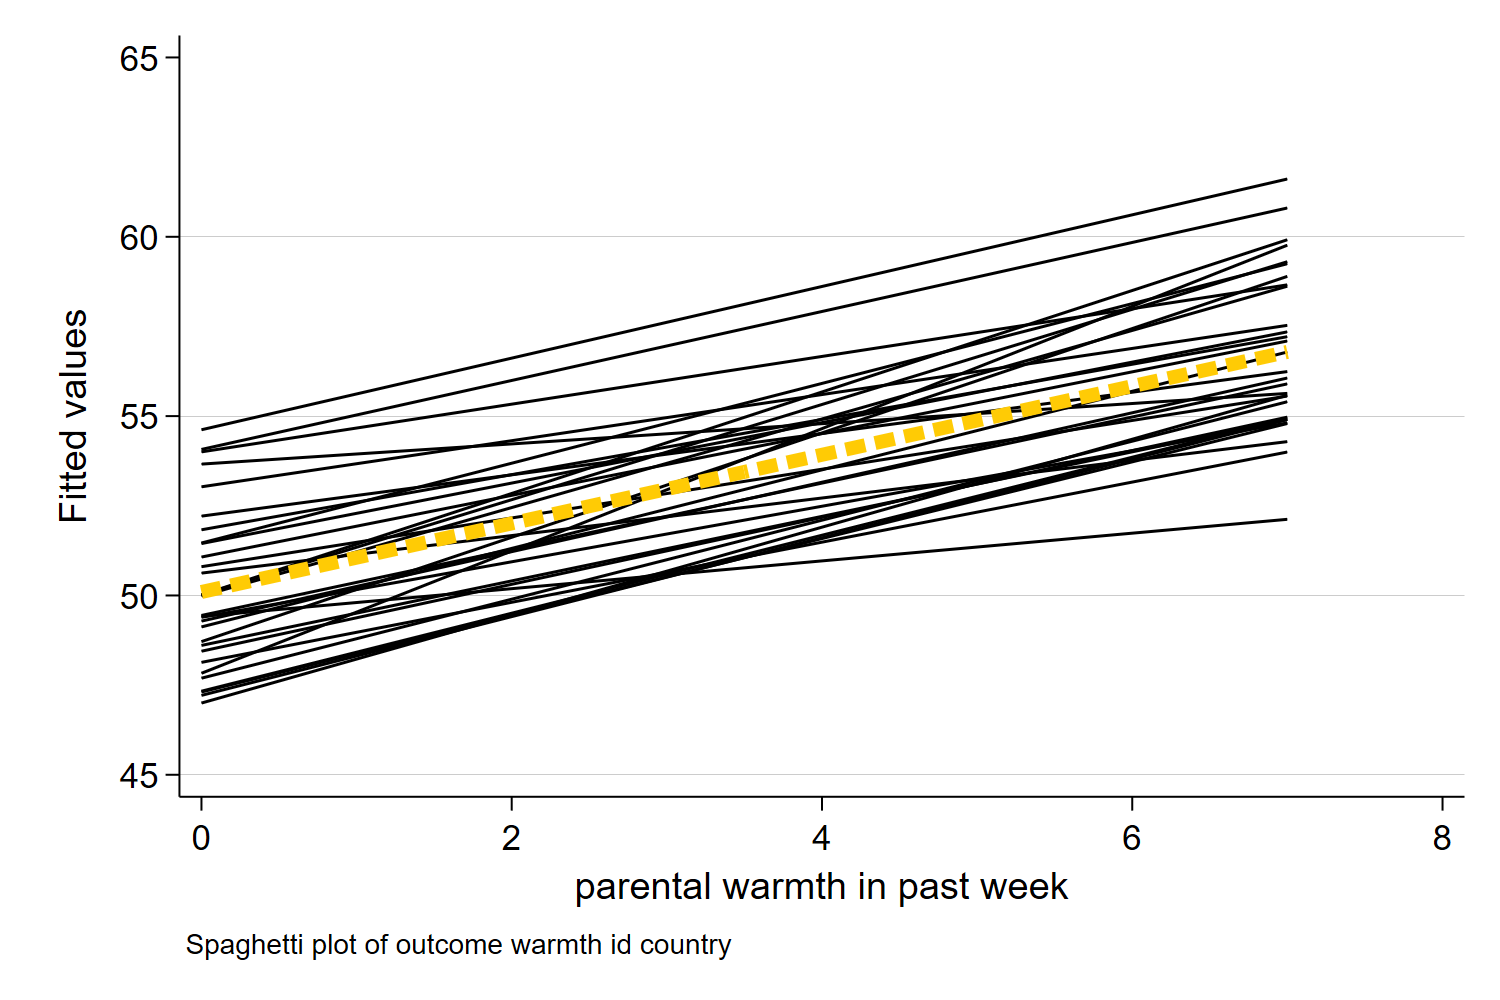 65
60
55
50
45
Fitted values
0 2 4 6 8
parental warmth in past week
Spaghetti plot of outcome warmth id country